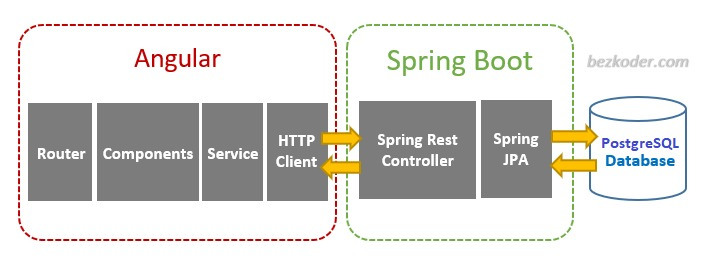 Angular
Spring Boot
bezkoder.com
Router
Components
Service
HTTP
Client
Spring Rest
Controller
Spring
JPA
PostgreSQL
Database